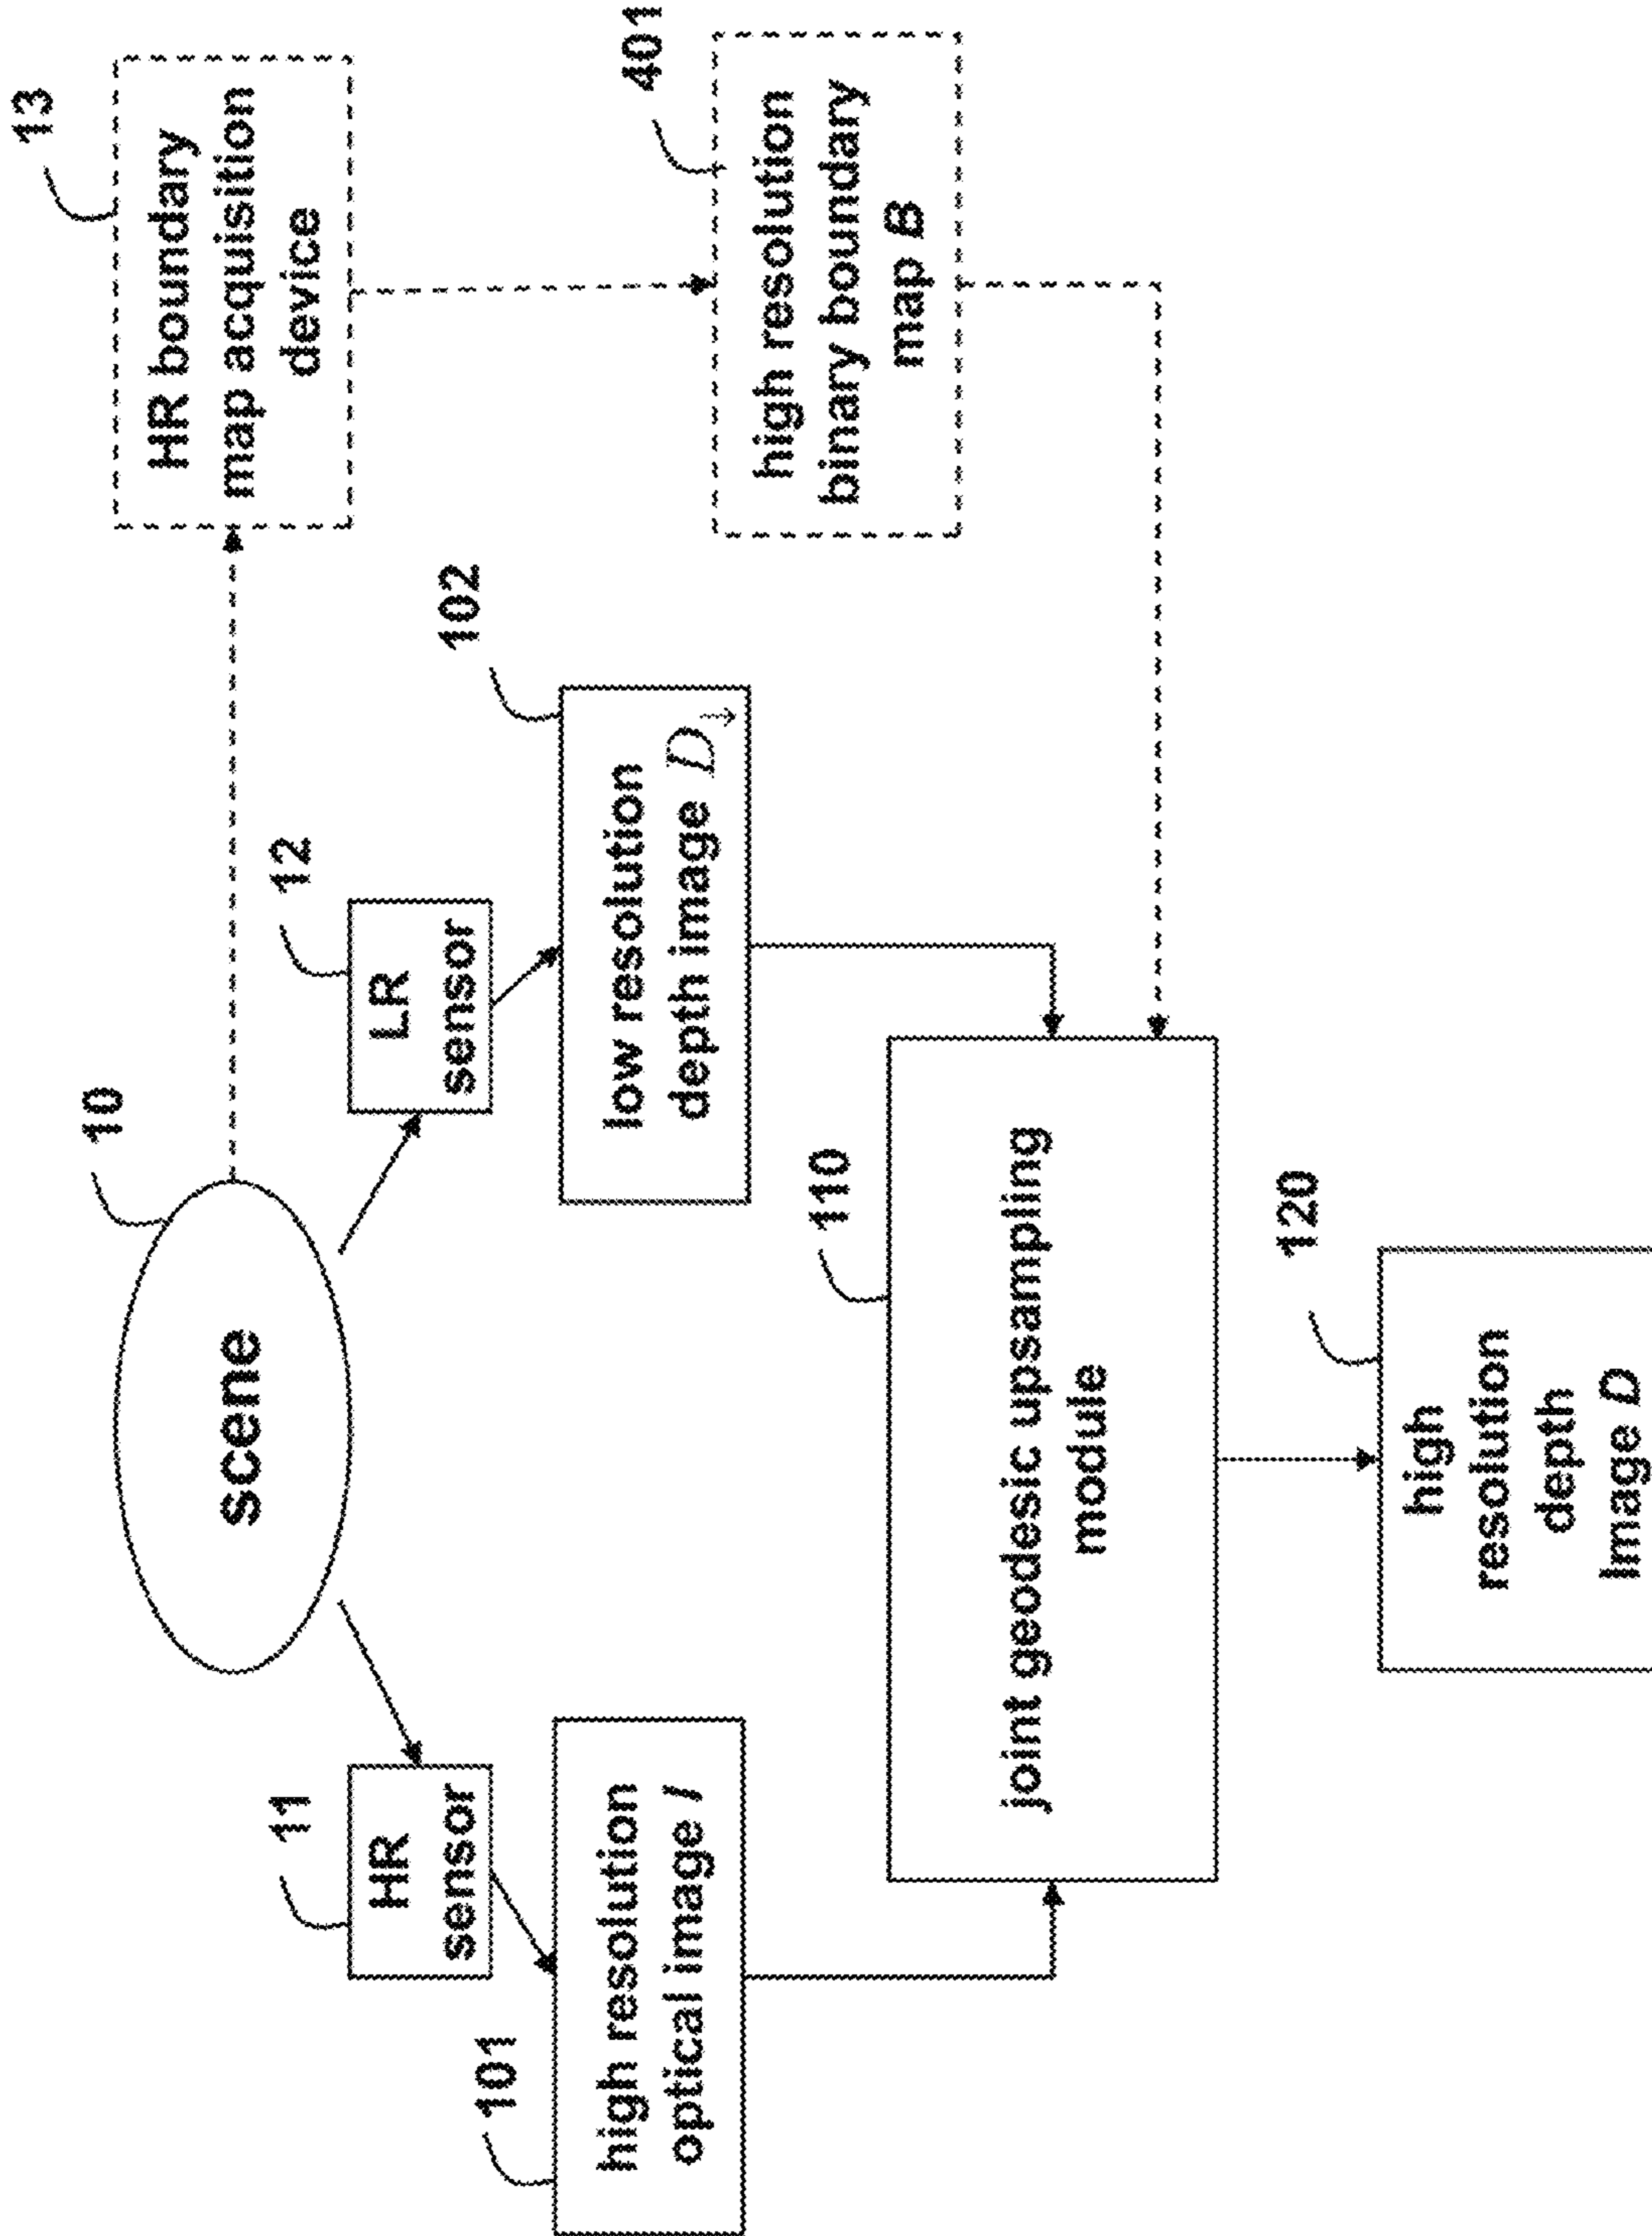 10
scene
13
HR boundary
map acquisition
device
11
HR
sensor
12
LR
sensor
101
high resolution
optical image I
102
low resolution
depth image D↓
401
high resolution
binary boundary
map B
110
joint geodesic upsampling
module
120
high
resolution
depth
image D